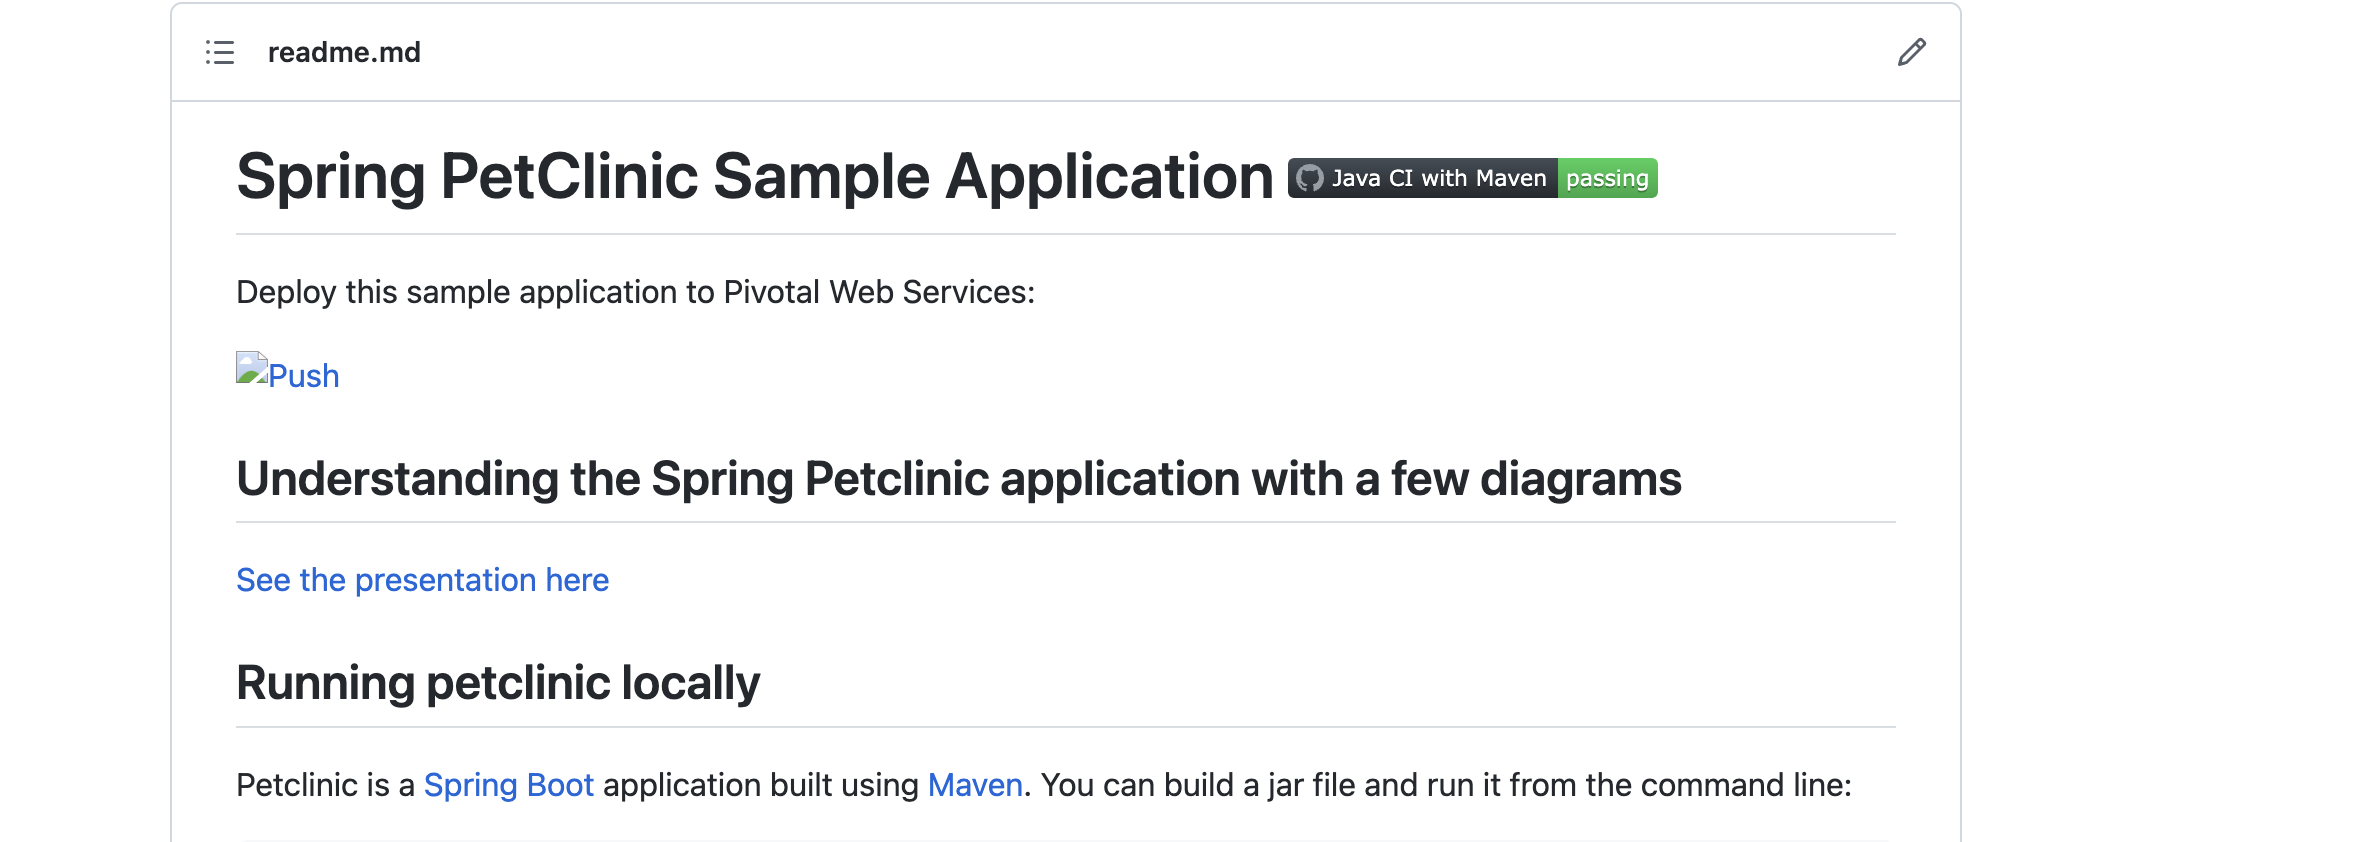 readme.md
Spring PetClinic Sample Application Java CI with Maven passing
Deploy this sample application to Pivotal Web Services:
Push
Understanding the Spring Petclinic application with a few diagrams
See the presentation here
Running petclinic locally
Petclinic is a Spring Boot application built using Maven. You can build a jar file and run it from the command line: